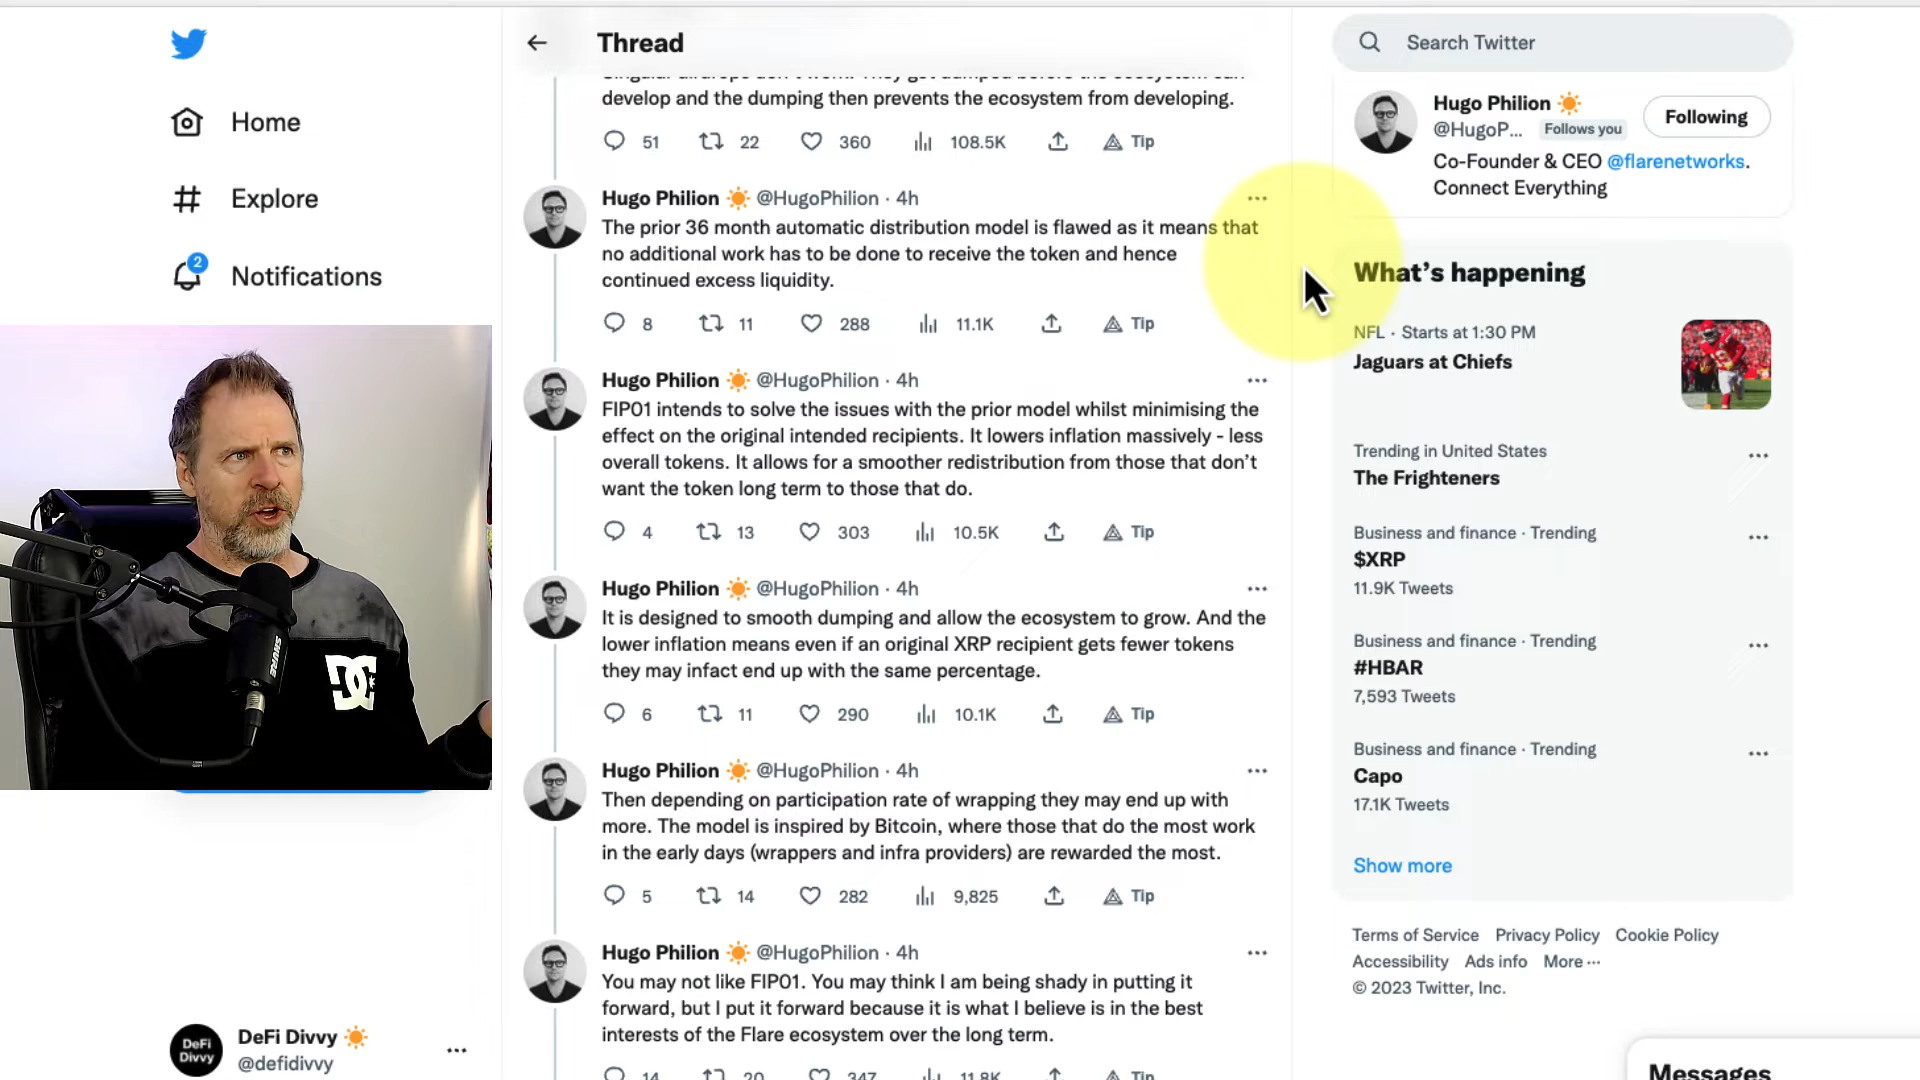 Thread
Search Twitter
Home
Explore
2
Notifications
DeFi Divvy
DeFi Divvy
@defidivvy
develop and the dumping then prevents the ecosystem from developing.
51 22 360 108.5K Tip
Hugo Philion @HugoPhilion · 4h
The prior 36 month automatic distribution model is flawed as it means that
no additional work has to be done to receive the token and hence
continued excess liquidity.
8 11 288 11.1K Tip
Hugo Philion @HugoPhilion · 4h
FIP01 intends to solve the issues with the prior model whilst minimising the
effect on the original intended recipients. It lowers inflation massively - less
overall tokens. It allows for a smoother redistribution from those that don't
want the token long term to those that do.
4 13 303 10.5K Tip
Hugo Philion @HugoPhilion · 4h
It is designed to smooth dumping and allow the ecosystem to grow. And the
lower inflation means even if an original XRP recipient gets fewer tokens
they may infact end up with the same percentage.
6 11 290 10.1K Tip
Hugo Philion @HugoPhilion · 4h
Then depending on participation rate of wrapping they may end up with
more. The model is inspired by Bitcoin, where those that do the most work
in the early days (wrappers and infra providers) are rewarded the most.
5 14 282 9,825 Tip
Hugo Philion @HugoPhilion · 4h
You may not like FIP01. You may think I am being shady in putting it
forward, but I put it forward because it is what I believe is in the best
interests of the Flare ecosystem over the long term.
14 20 347 11.8K Tip
Hugo Philion
@HugoP... Follows you
Following
Co-Founder & CEO @flarenetworks.
Connect Everything
What's happening
NFL · Starts at 1:30 PM
Jaguars at Chiefs
Trending in United States
The Frighteners
Business and finance · Trending
$XRP
11.9K Tweets
Business and finance · Trending
#HBAR
7,593 Tweets
Business and finance · Trending
Capo
17.1K Tweets
Show more
Terms of Service Privacy Policy Cookie Policy
Accessibility Ads info More ···
© 2023 Twitter, Inc.
Messages
SHURE
DC